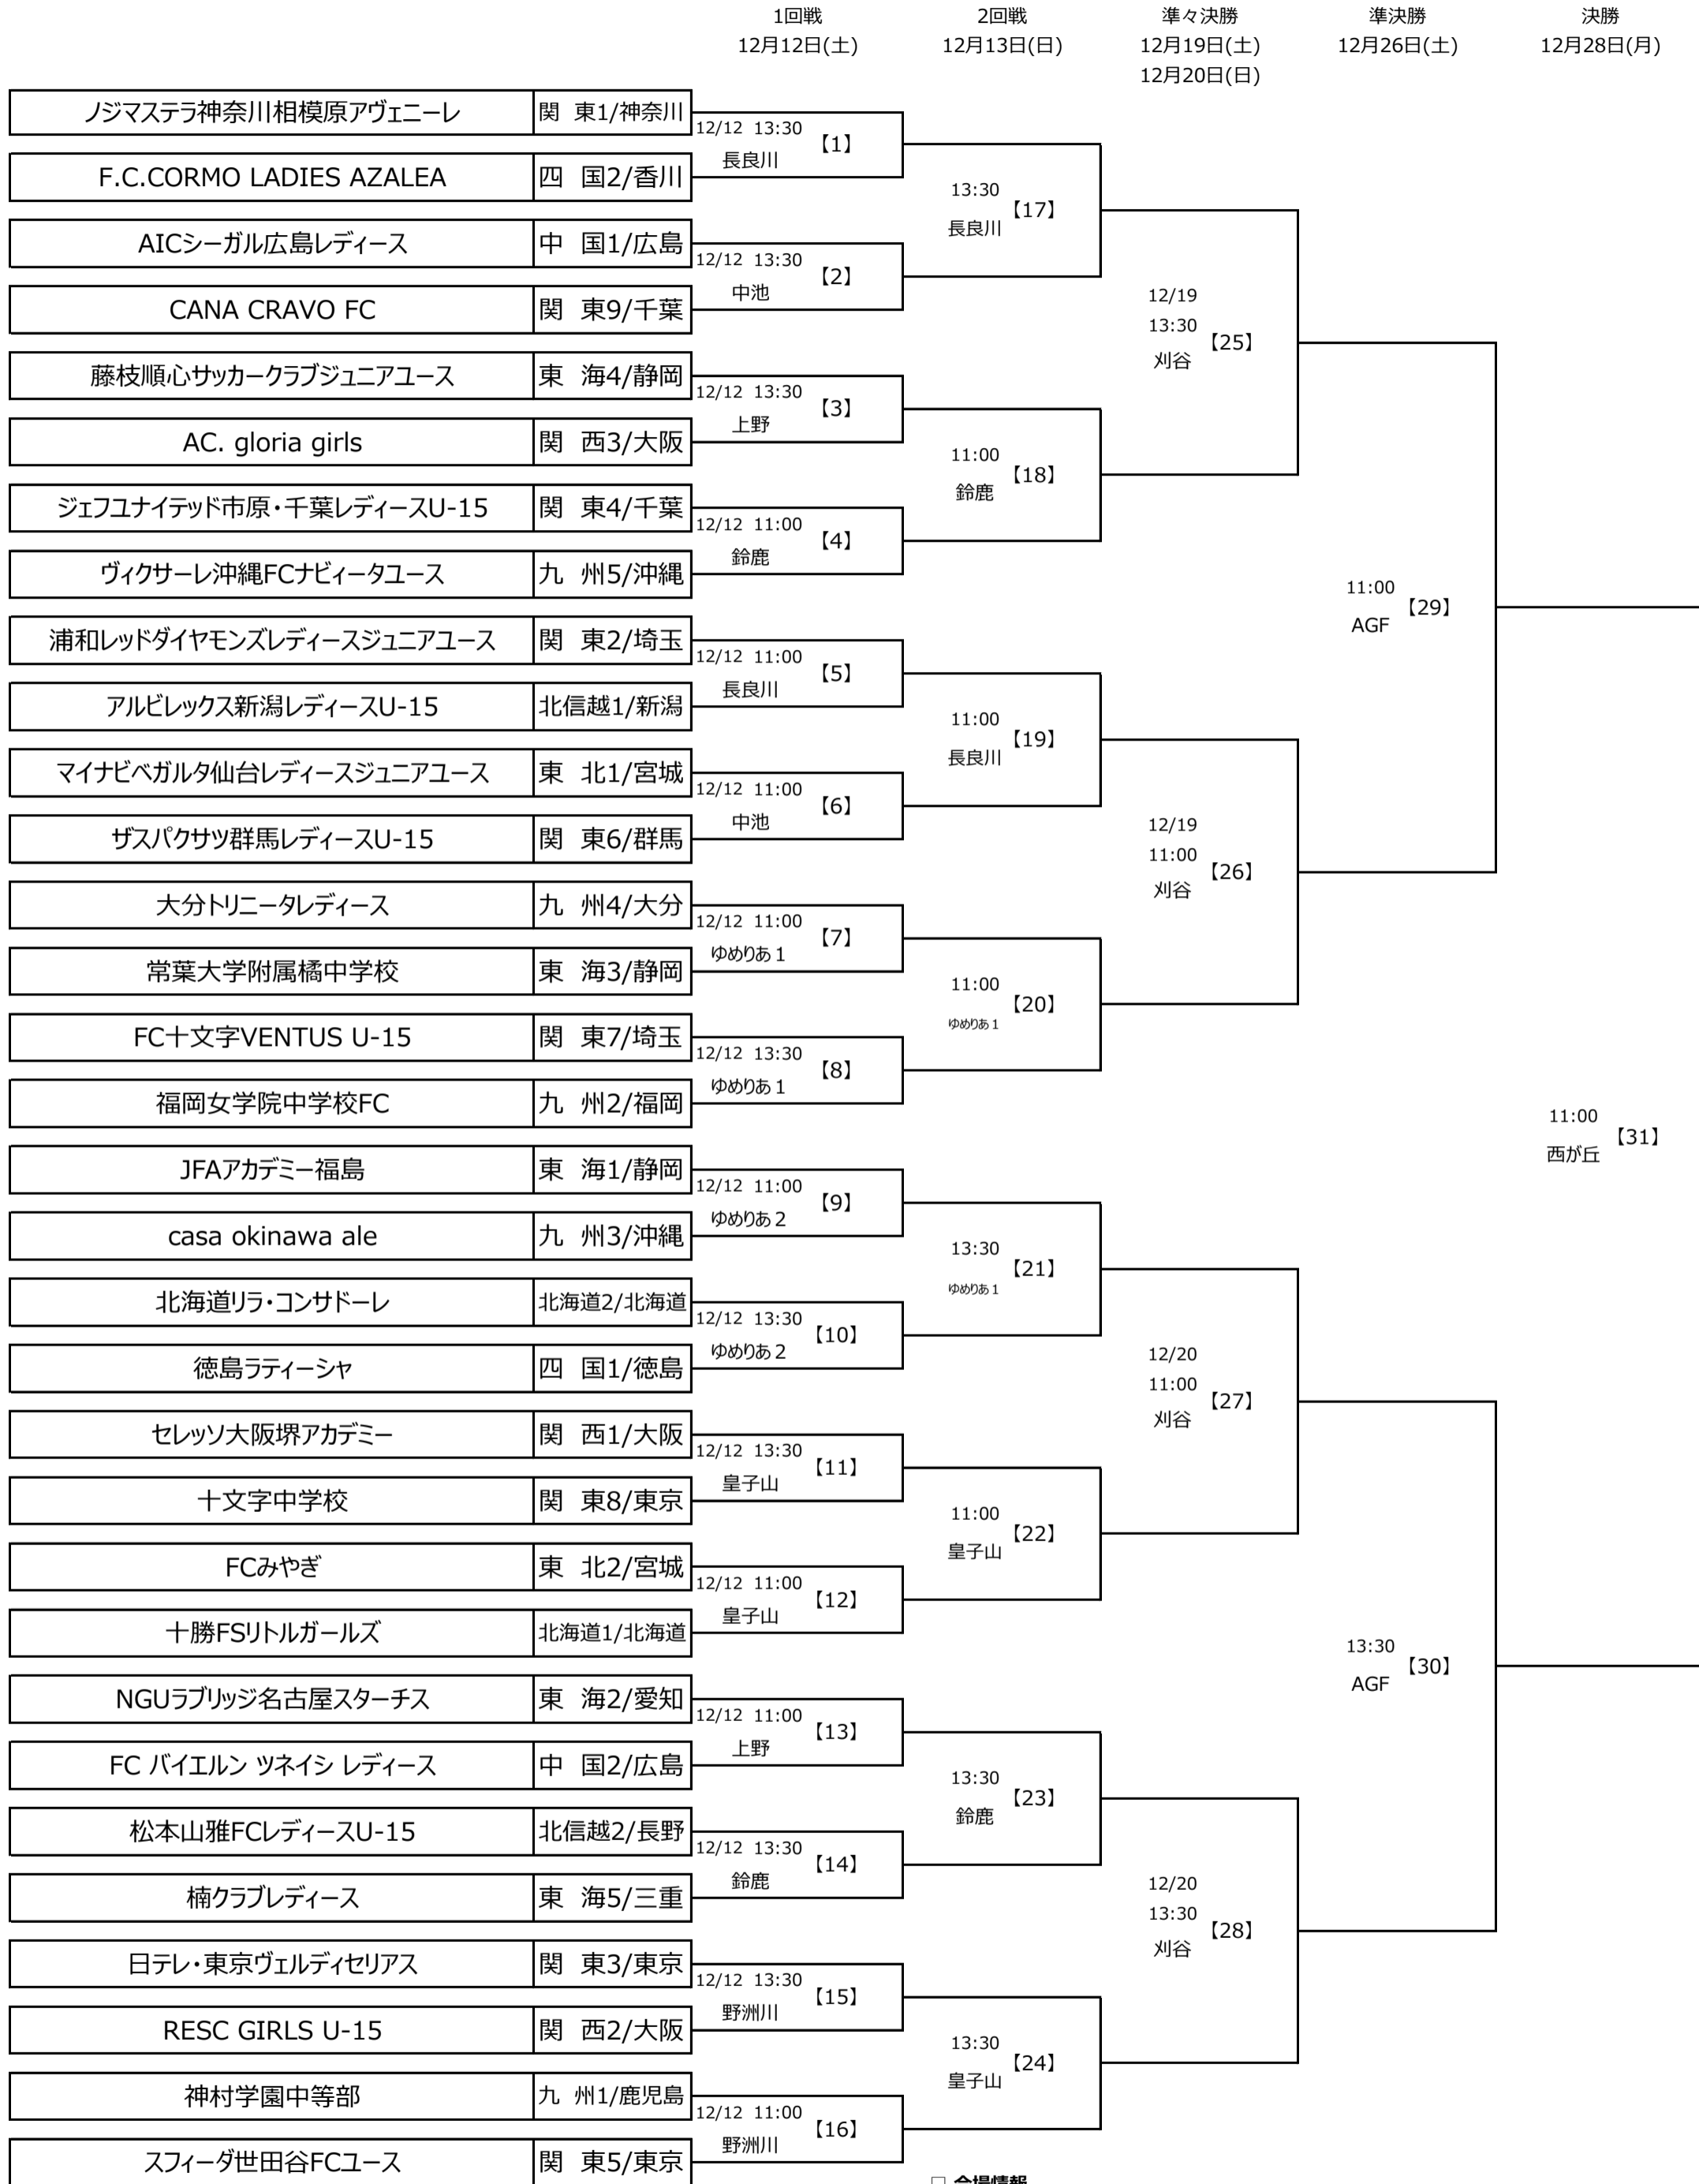 1回戦 2回戦 準々決勝 準決勝 決勝
12月12日(土) 12月13日(日) 12月19日(土) 12月26日(土) 12月28日(月)
12月20日(日)
ノジマステラ神奈川相模原アヴェニーレ 関 東1/神奈川
12/12 13:30 【1】
長良川
F.C.CORMO LADIES AZALEA 四 国2/香川
13:30 【17】
長良川
AICシーガル広島レディース 中 国1/広島
12/12 13:30 【2】
中池
CANA CRAVO FC 関 東9/千葉
12/19
13:30 【25】
刈谷
藤枝順心サッカークラブジュニアユース 東 海4/静岡
12/12 13:30 【3】
上野
AC. gloria girls 関 西3/大阪
11:00 【18】
鈴鹿
ジェフユナイテッド市原・千葉レディースU-15 関 東4/千葉
12/12 11:00 【4】
鈴鹿
ヴィクサーレ沖縄FCナビィータユース 九 州5/沖縄
11:00 【29】
AGF
浦和レッドダイヤモンズレディースジュニアユース 関 東2/埼玉
12/12 11:00 【5】
長良川
アルビレックス新潟レディースU-15 北信越1/新潟
11:00 【19】
長良川
マイナビベガルタ仙台レディースジュニアユース 東 北1/宮城
12/12 11:00 【6】
中池
ザスパクサツ群馬レディースU-15 関 東6/群馬
12/19
11:00 【26】
刈谷
大分トリニータレディース 九 州4/大分
12/12 11:00 【7】
ゆめりあ1
常葉大学附属橘中学校 東 海3/静岡
11:00 【20】
ゆめりあ1
FC十文字VENTUS U-15 関 東7/埼玉
12/12 13:30 【8】
ゆめりあ1
福岡女学院中学校FC 九 州2/福岡
11:00 【31】
西が丘
JFAアカデミー福島 東 海1/静岡
12/12 11:00 【9】
ゆめりあ2
casa okinawa ale 九 州3/沖縄
13:30 【21】
ゆめりあ1
北海道リラ・コンサドーレ 北海道2/北海道
12/12 13:30 【10】
ゆめりあ2
徳島ラティーシャ 四 国1/徳島
12/20
11:00 【27】
刈谷
セレッソ大阪堺アカデミー 関 西1/大阪
12/12 13:30 【11】
皇子山
十文字中学校 関 東8/東京
11:00 【22】
皇子山
FCみやぎ 東 北2/宮城
12/12 11:00 【12】
皇子山
十勝FSリトルガールズ 北海道1/北海道
13:30 【30】
AGF
NGUラブリッジ名古屋スターチス 東 海2/愛知
12/12 11:00 【13】
上野
FC バイエルン ツネイシ レディース 中 国2/広島
13:30 【23】
鈴鹿
松本山雅FCレディースU-15 北信越2/長野
12/12 13:30 【14】
鈴鹿
楠クラブレディース 東 海5/三重
12/20
13:30 【28】
刈谷
日テレ・東京ヴェルディセリアス 関 東3/東京
12/12 13:30 【15】
野洲川
RESC GIRLS U-15 関 西2/大阪
13:30 【24】
皇子山
神村学園中等部 九 州1/鹿児島
12/12 11:00 【16】
野洲川
スフィーダ世田谷FCユース 関 東5/東京
□ 会場情報